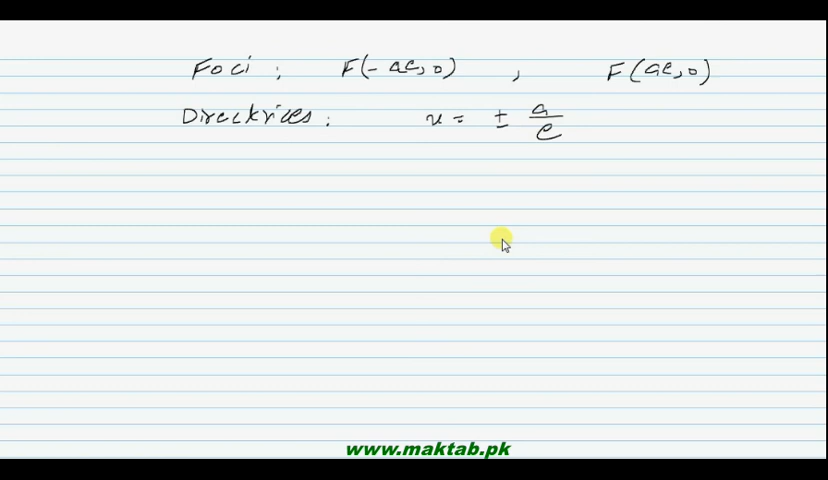 Foci : F(-ae,0) , F(ae,0)
Directrices : x = ± a/e
www.maktab.pk